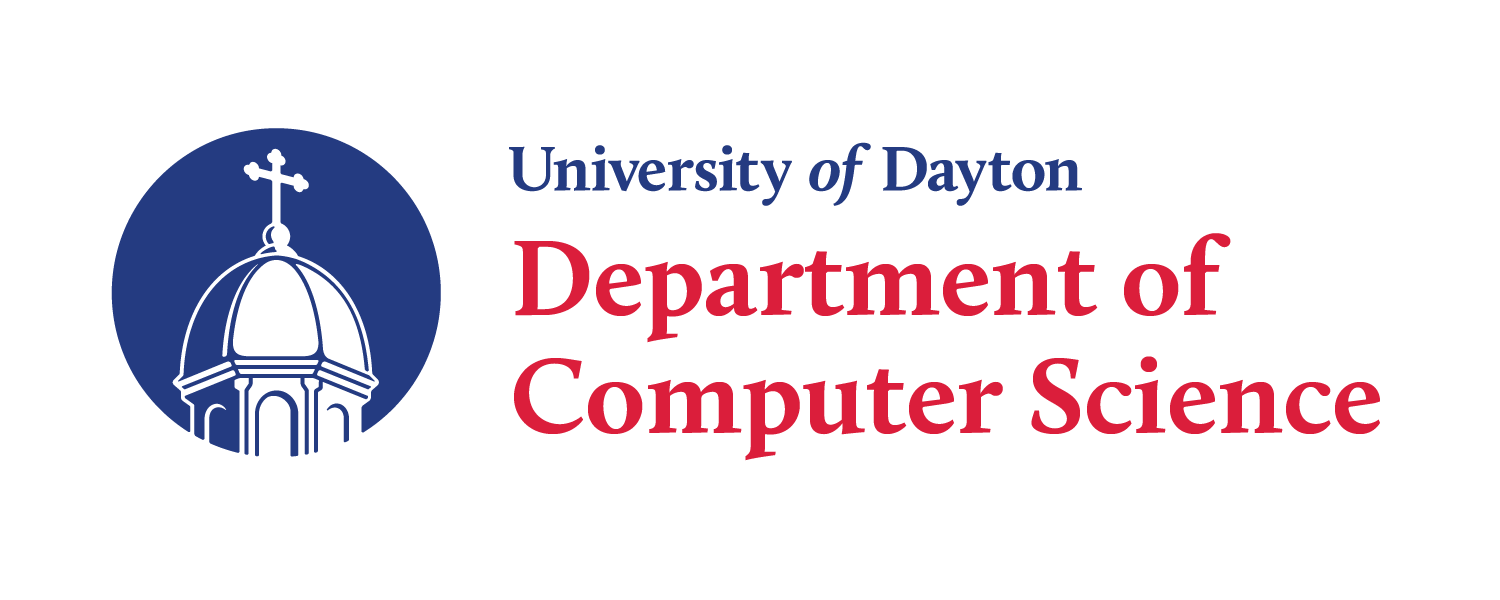 University of Dayton
Department of
Computer Science